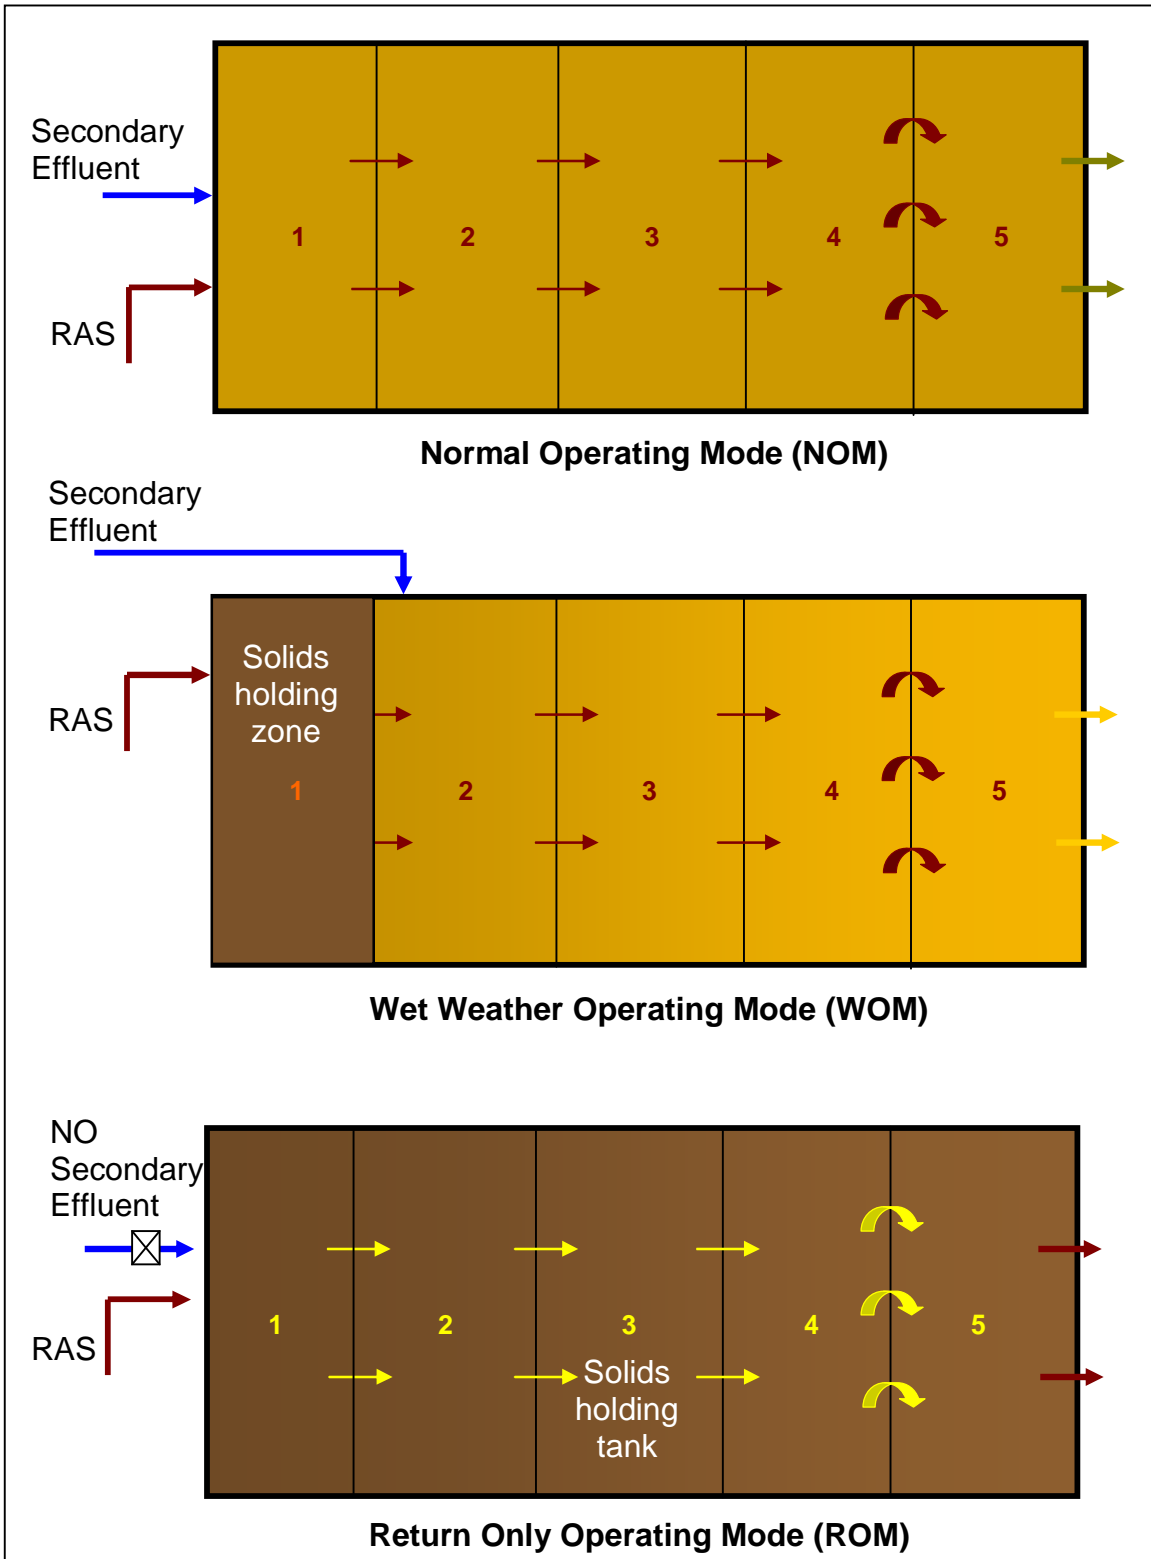 Secondary
Effluent
1
2
3
4
5
RAS
Normal Operating Mode (NOM)
Secondary
Effluent
Solids
holding
zone
RAS
1
2
3
4
5
Wet Weather Operating Mode (WOM)
NO
Secondary
Effluent
1
2
3
4
5
RAS
Solids
holding
tank
Return Only Operating Mode (ROM)